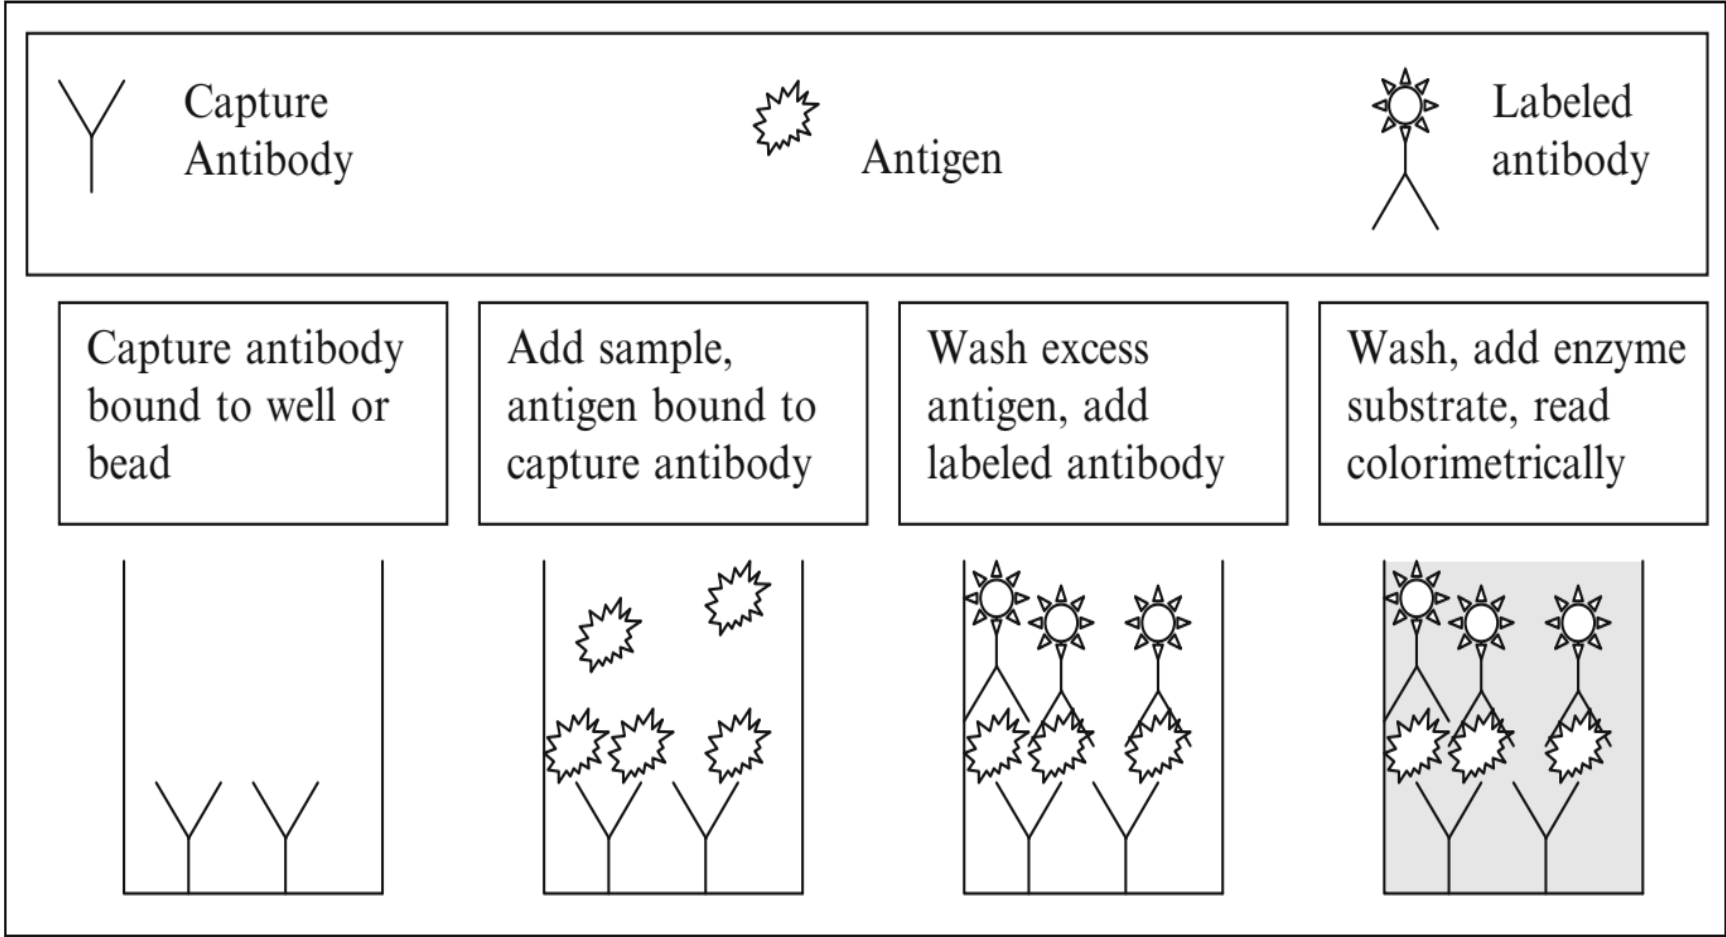 Capture
Antibody
Antigen
Labeled
antibody
Capture antibody
bound to well or
bead
Add sample,
antigen bound to
capture antibody
Wash excess
antigen, add
labeled antibody
Wash, add enzyme
substrate, read
colorimetrically